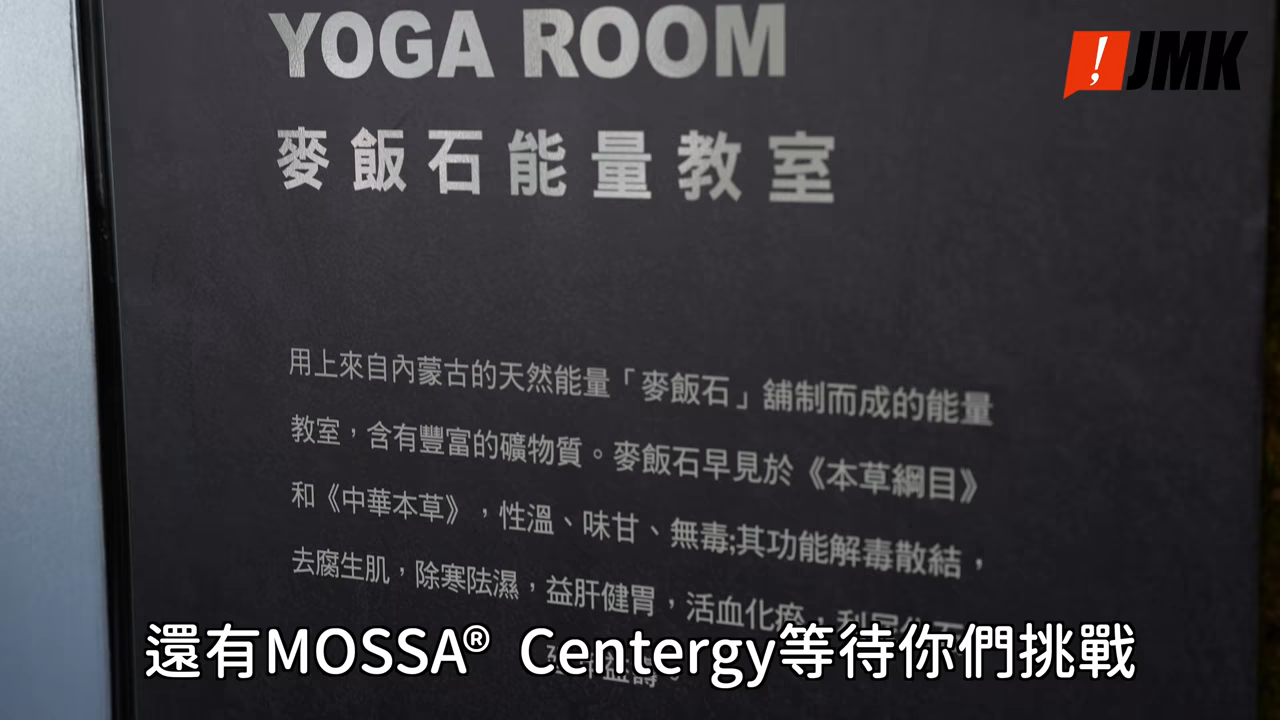 YOGA ROOM
!JMK
麥飯石能量教室
用上來自內蒙古的天然能量「麥飯石」舖制而成的能量
教室，含有豐富的礦物質。麥飯石早見於《本草綱目》
和《中華本草》，性溫、味甘、無毒;其功能解毒散結，
去腐生肌，除寒陸濕，益肝健胃，活血化瘀，利尿化石
益壽。
還有MOSSA® Centergy等待你們挑戰